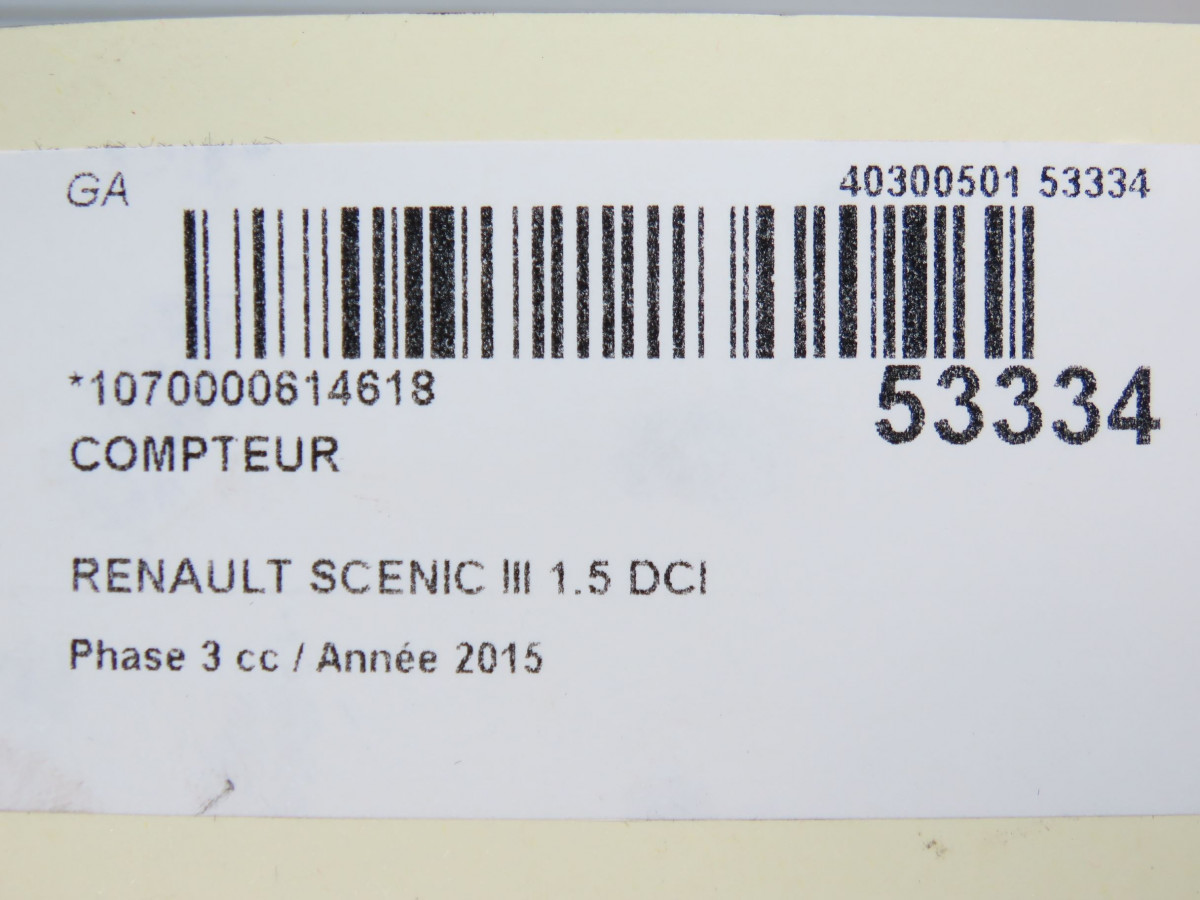 GA 40300501 53334
*1070000614618 53334
COMPTEUR
RENAULT SCENIC III 1.5 DCI
Phase 3 cc / Année 2015